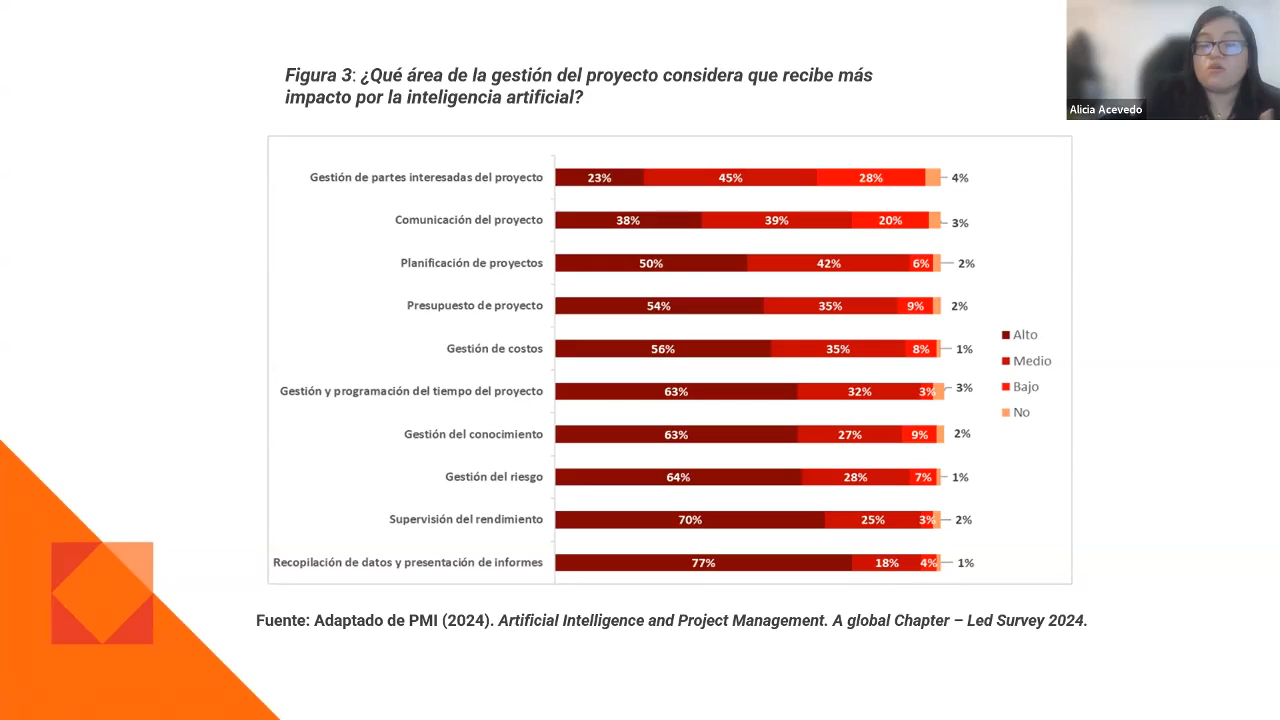 Alicia Acevedo
Figura 3: ¿Qué área de la gestión del proyecto considera que recibe más
impacto por la inteligencia artificial?
Gestión de partes interesadas del proyecto 23% 45% 28% 4%
Comunicación del proyecto 38% 39% 20% 3%
Planificación de proyectos 50% 42% 6% 2%
Presupuesto de proyecto 54% 35% 9% 2%
Gestión de costos 56% 35% 8% 1%
Gestión y programación del tiempo del proyecto 63% 32% 3% 3%
Gestión del conocimiento 63% 27% 9% 2%
Gestión del riesgo 64% 28% 7% 1%
Supervisión del rendimiento 70% 25% 3% 2%
Recopilación de datos y presentación de informes 77% 18% 4% 1%
Alto
Medio
Bajo
No
Fuente: Adaptado de PMI (2024). Artificial Intelligence and Project Management. A global Chapter – Led Survey 2024.